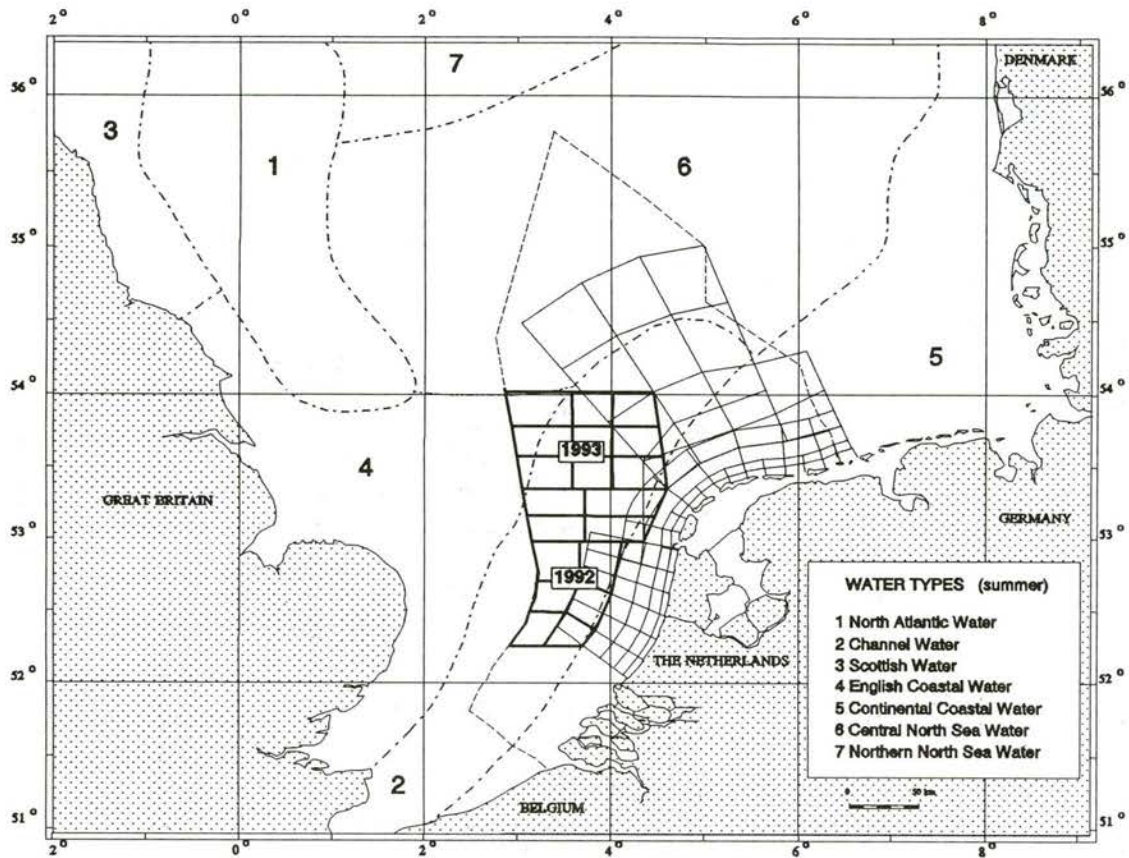 2° 0° 2° 4° 6° 8°
DENMARK
7
56° 56°
3
1
6
55° 55°
5
54° 54°
1993
4
GREAT BRITAIN
GERMANY
53° 53°
1992
WATER TYPES (summer)
1 North Atlantic Water
2 Channel Water
3 Scottish Water
4 English Coastal Water
5 Continental Coastal Water
6 Central North Sea Water
7 Northern North Sea Water
THE NETHERLANDS
52° 52°
2
0 50 km.
BELGIUM
51° 51°
2° 0° 2° 4° 6° 8°